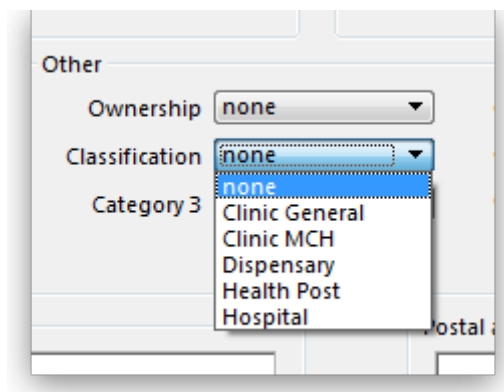 Other
Ownership none
Classification none
none
Category 3
Clinic General
Clinic MCH
Dispensary
Health Post
Hospital
Postal